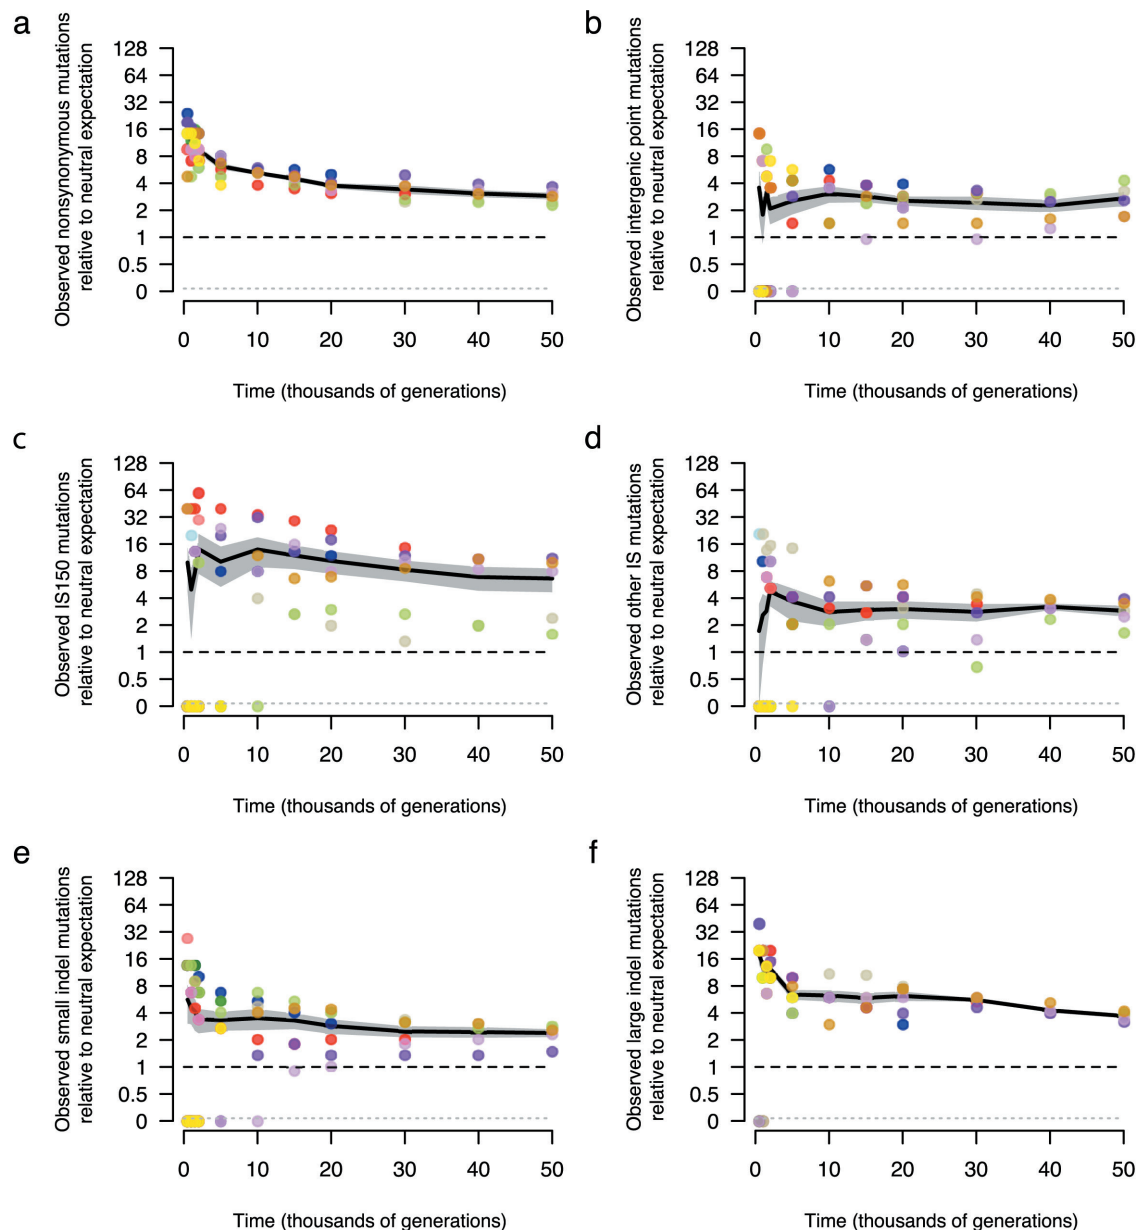 a
Observed nonsynonymous mutations
relative to neutral expectation
128
64
32
16
8
4
2
1
0.5
0
0 10 20 30 40 50
Time (thousands of generations)
b
Observed intergenic point mutations
relative to neutral expectation
128
64
32
16
8
4
2
1
0.5
0
0 10 20 30 40 50
Time (thousands of generations)
c
Observed IS150 mutations
relative to neutral expectation
128
64
32
16
8
4
2
1
0.5
0
0 10 20 30 40 50
Time (thousands of generations)
d
Observed other IS mutations
relative to neutral expectation
128
64
32
16
8
4
2
1
0.5
0
0 10 20 30 40 50
Time (thousands of generations)
e
Observed small indel mutations
relative to neutral expectation
128
64
32
16
8
4
2
1
0.5
0
0 10 20 30 40 50
Time (thousands of generations)
f
Observed large indel mutations
relative to neutral expectation
128
64
32
16
8
4
2
1
0.5
0
0 10 20 30 40 50
Time (thousands of generations)